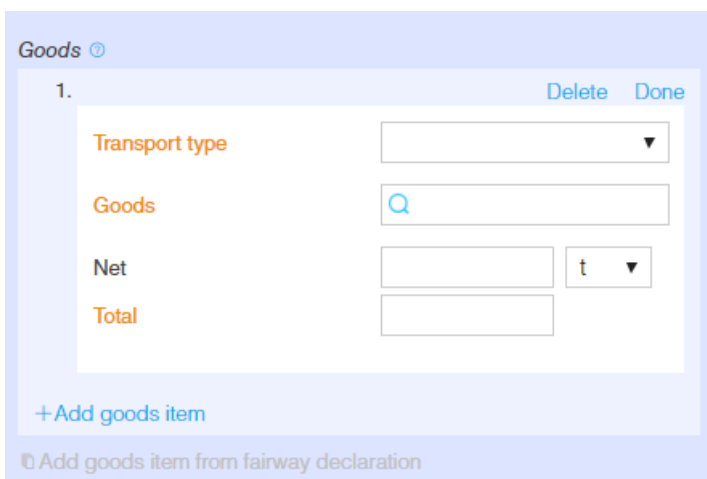 Goods ?
1. Delete Done
Transport type
Goods
Net t
Total
+Add goods item
Add goods item from fairway declaration